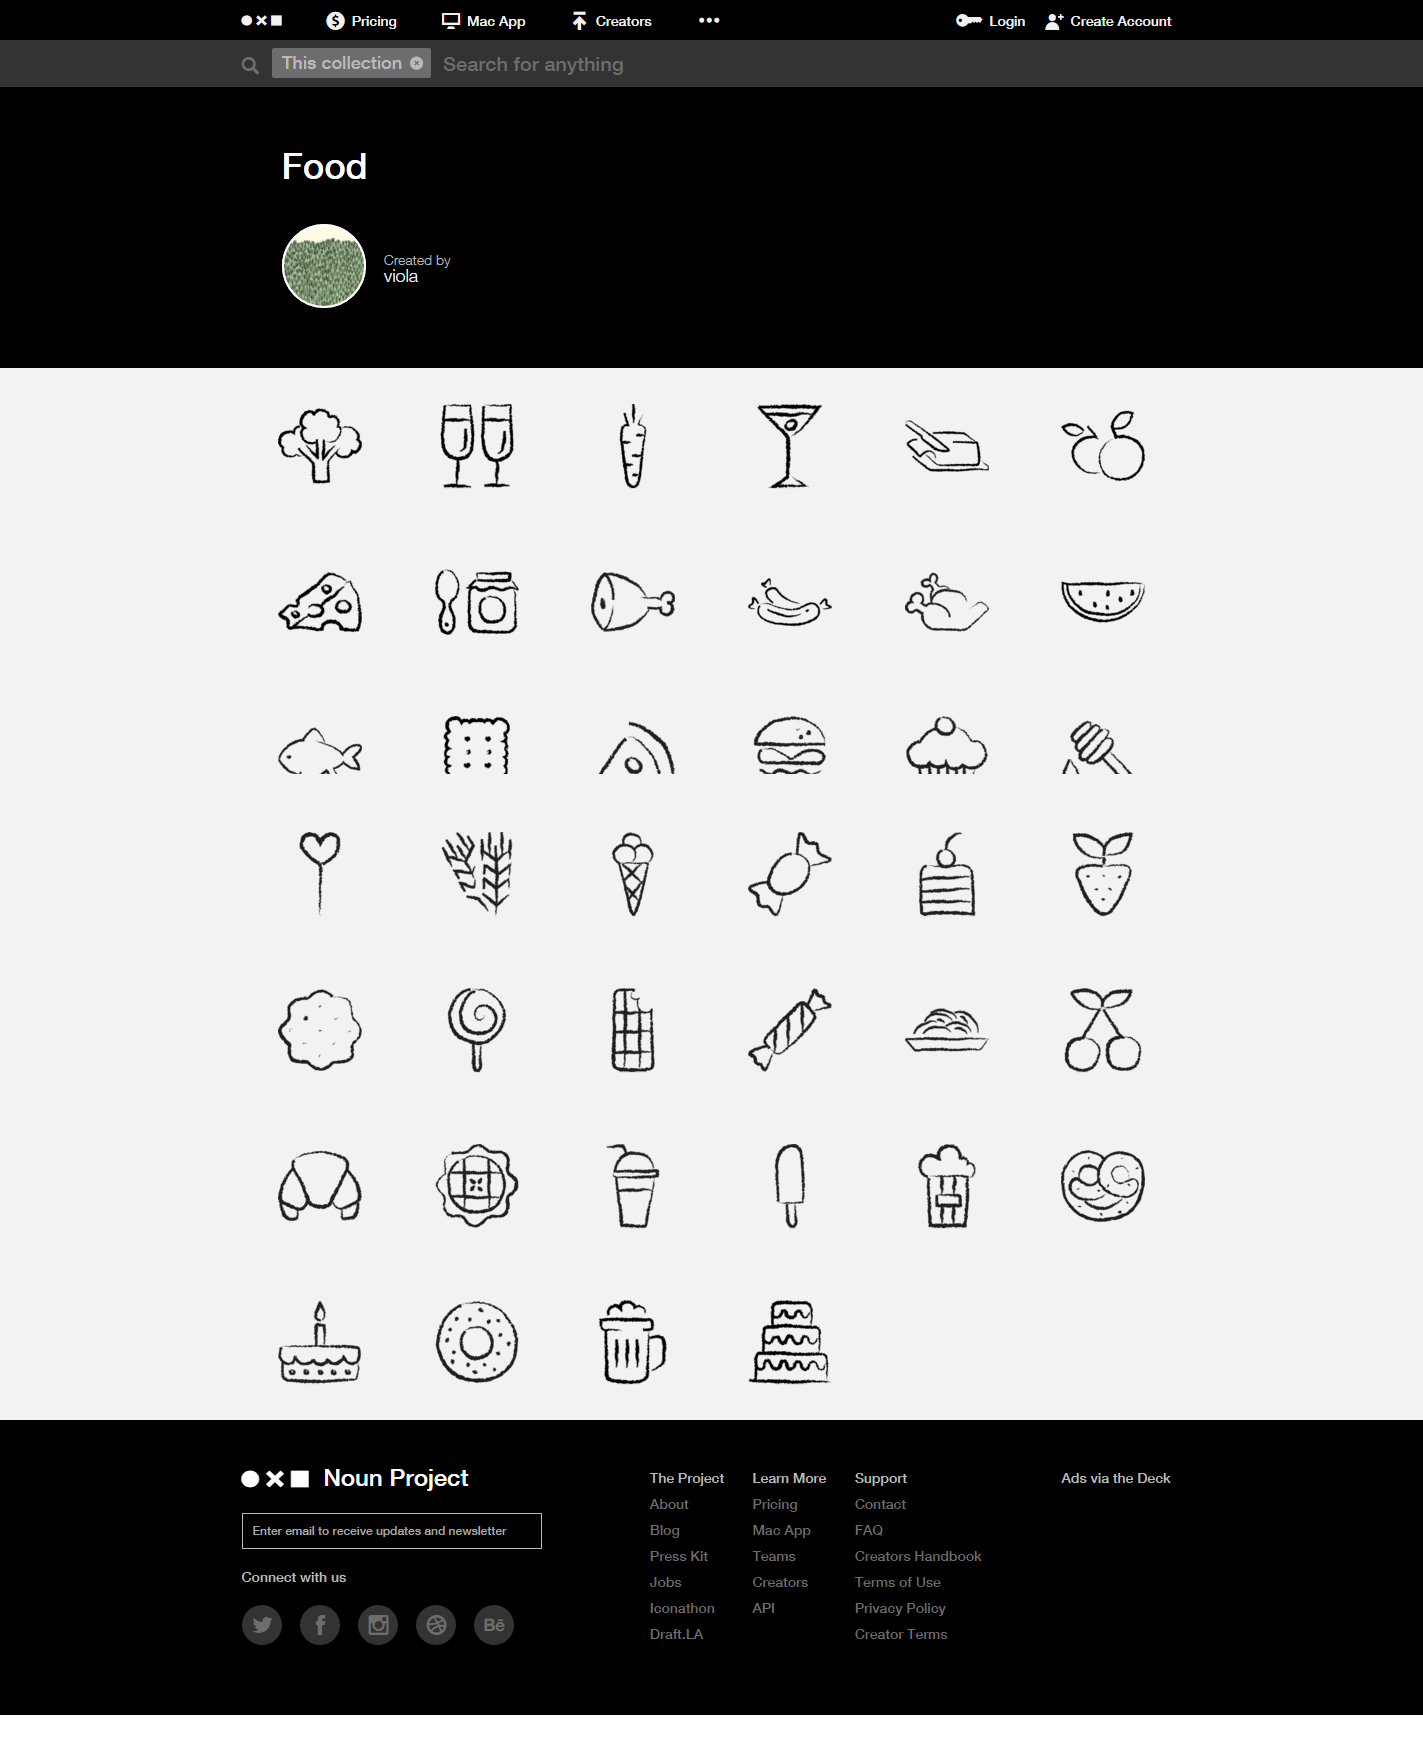 Pricing
Mac App
Creators
Login
Create Account
This collection
Search for anything
Food
Created by
viola
Noun Project
Enter email to receive updates and newsletter
Connect with us
Bē
The Project
About
Blog
Press Kit
Jobs
Iconathon
Draft.LA
Learn More
Pricing
Mac App
Teams
Creators
API
Support
Contact
FAQ
Creators Handbook
Terms of Use
Privacy Policy
Creator Terms
Ads via the Deck